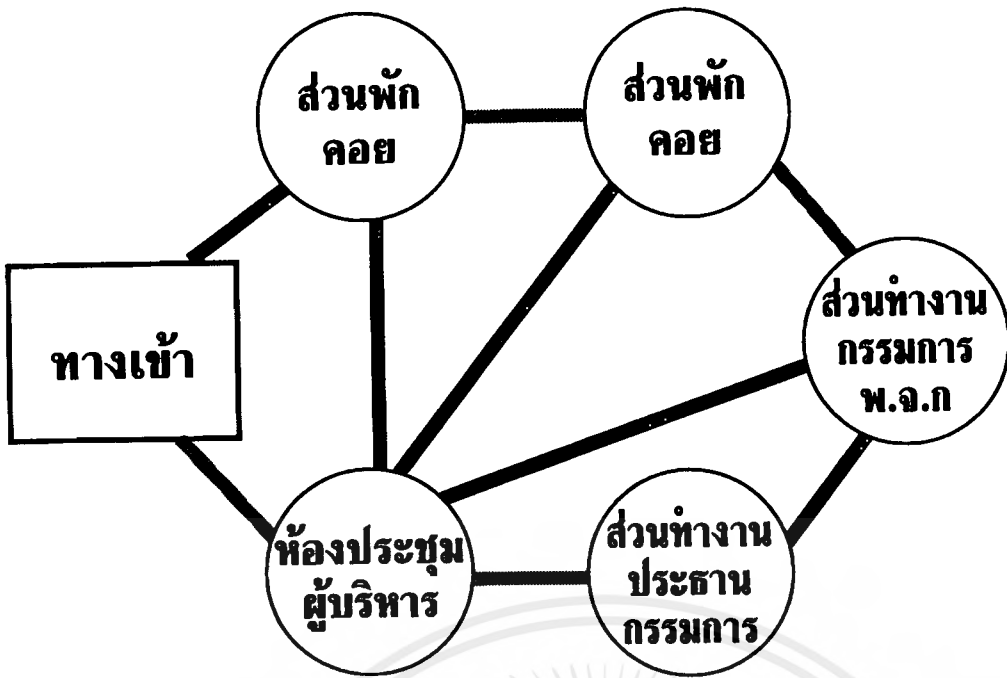 ส่วนพัก
คอย
ส่วนพัก
คอย
ทางเข้า
ส่วนทำงาน
กรรมการ
พ.จ.ก
ห้องประชุม
ผู้บริหาร
ส่วนทำงาน
ประธาน
กรรมการ